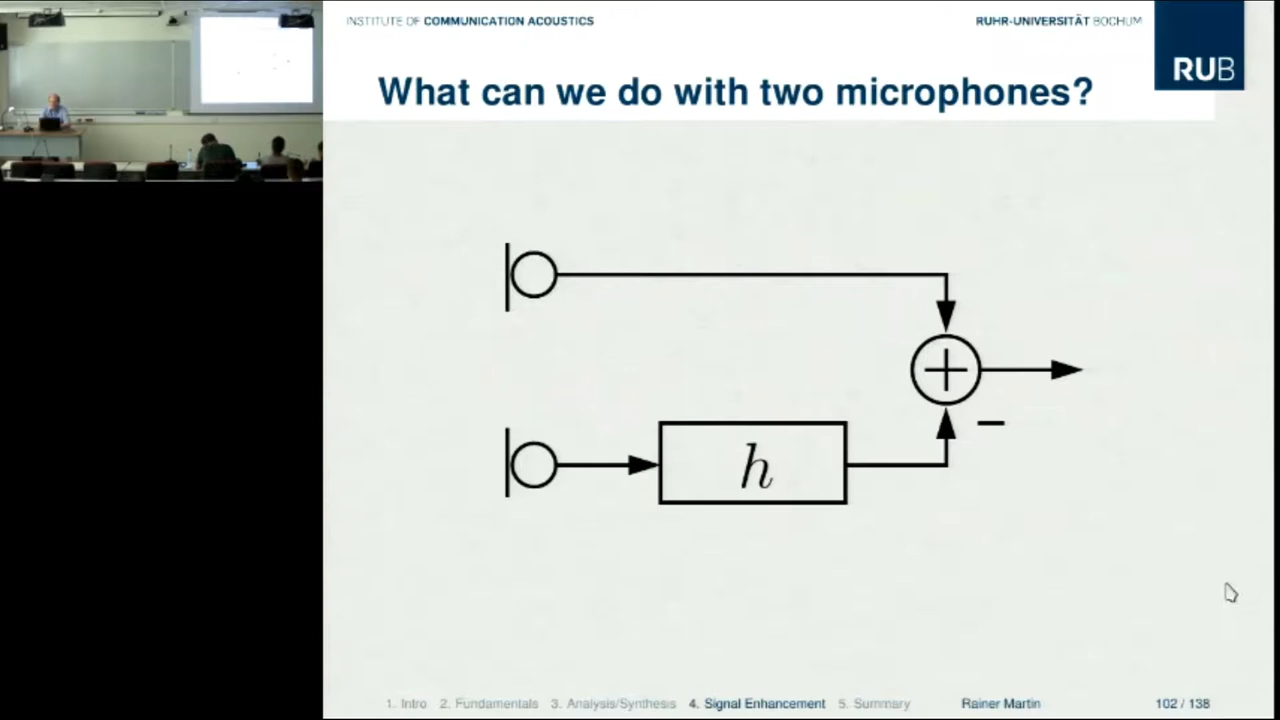 INSTITUTE OF COMMUNICATION ACOUSTICS
RUHR-UNIVERSITÄT BOCHUM
RUB
What can we do with two microphones?
h
1. Intro 2. Fundamentals 3. Analysis/Synthesis 4. Signal Enhancement 5. Summary Rainer Martin 102 / 138